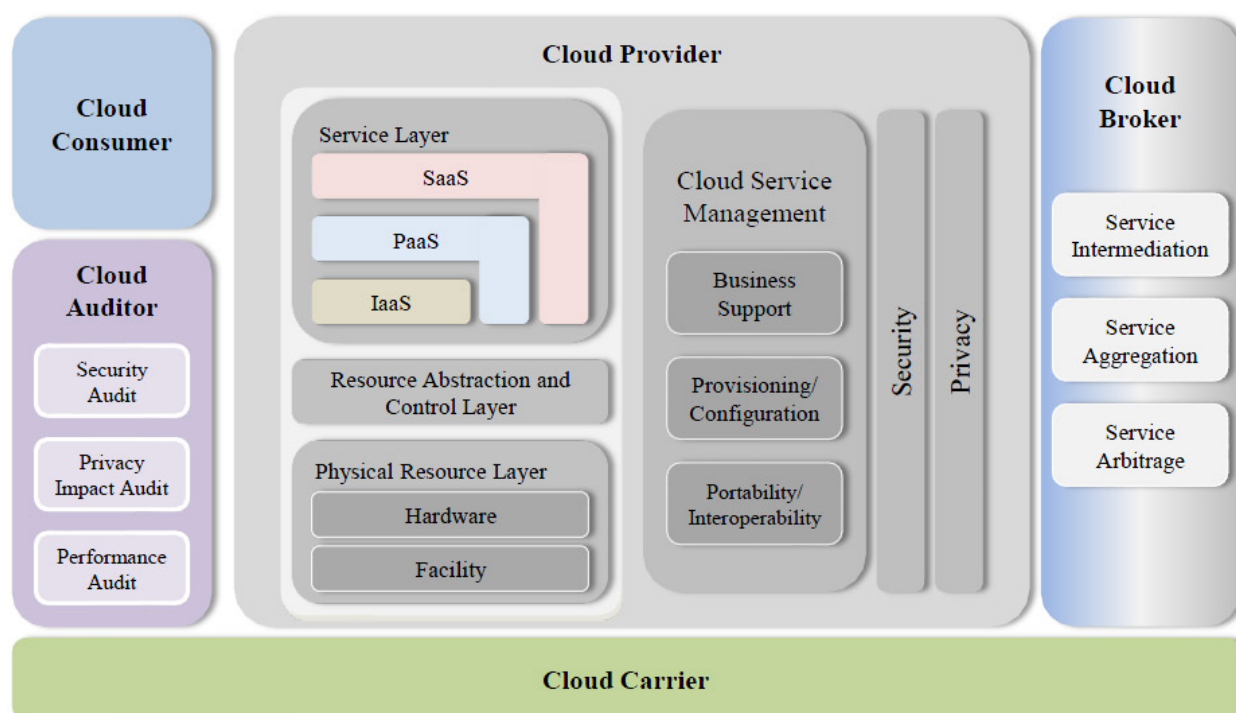 Cloud
Consumer
Cloud
Auditor
Security
Audit
Privacy
Impact Audit
Performance
Audit
Cloud Provider
Service Layer
SaaS
PaaS
IaaS
Resource Abstraction and
Control Layer
Physical Resource Layer
Hardware
Facility
Cloud Service
Management
Business
Support
Provisioning/
Configuration
Portability/
Interoperability
Security
Privacy
Cloud
Broker
Service
Intermediation
Service
Aggregation
Service
Arbitrage
Cloud Carrier